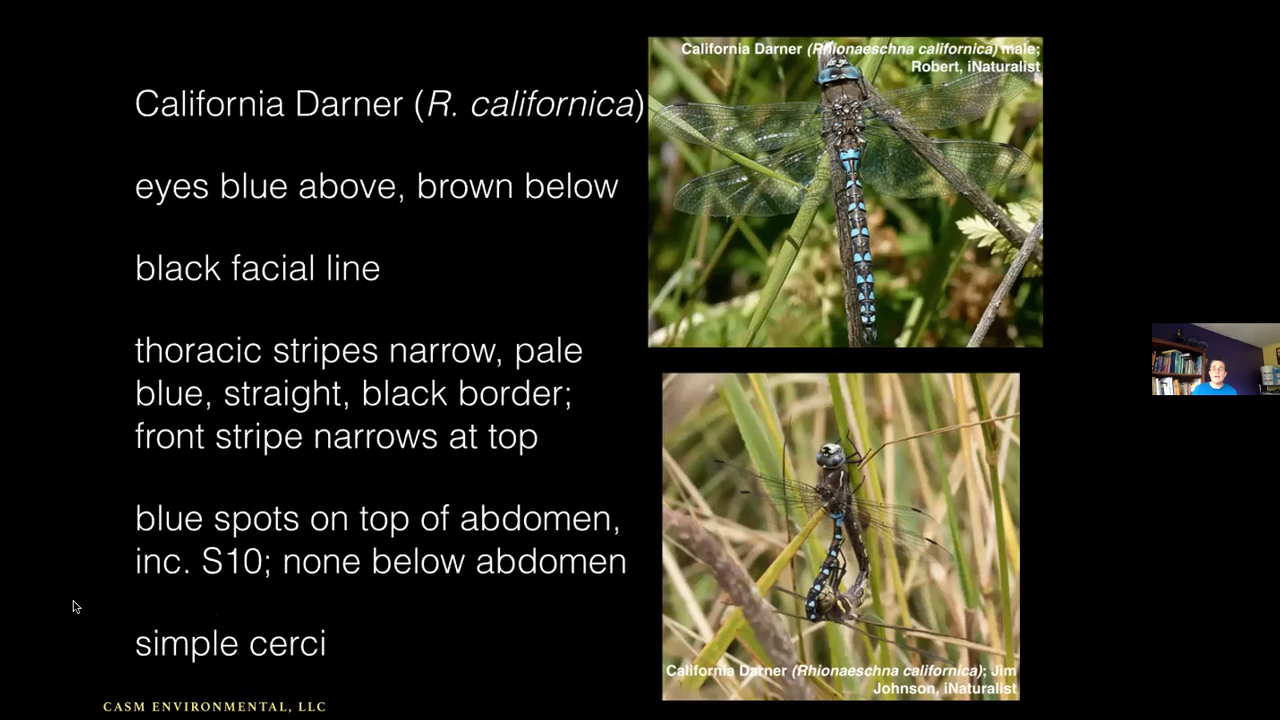 California Darner (R. californica)
eyes blue above, brown below
black facial line
thoracic stripes narrow, pale
blue, straight, black border;
front stripe narrows at top
blue spots on top of abdomen,
inc. S10; none below abdomen
simple cerci
CASM ENVIRONMENTAL, LLC
California Darner (Rhionaeschna californica) male;
Robert, iNaturalist
California Darner (Rhionaeschna californica); Jim
Johnson, iNaturalist